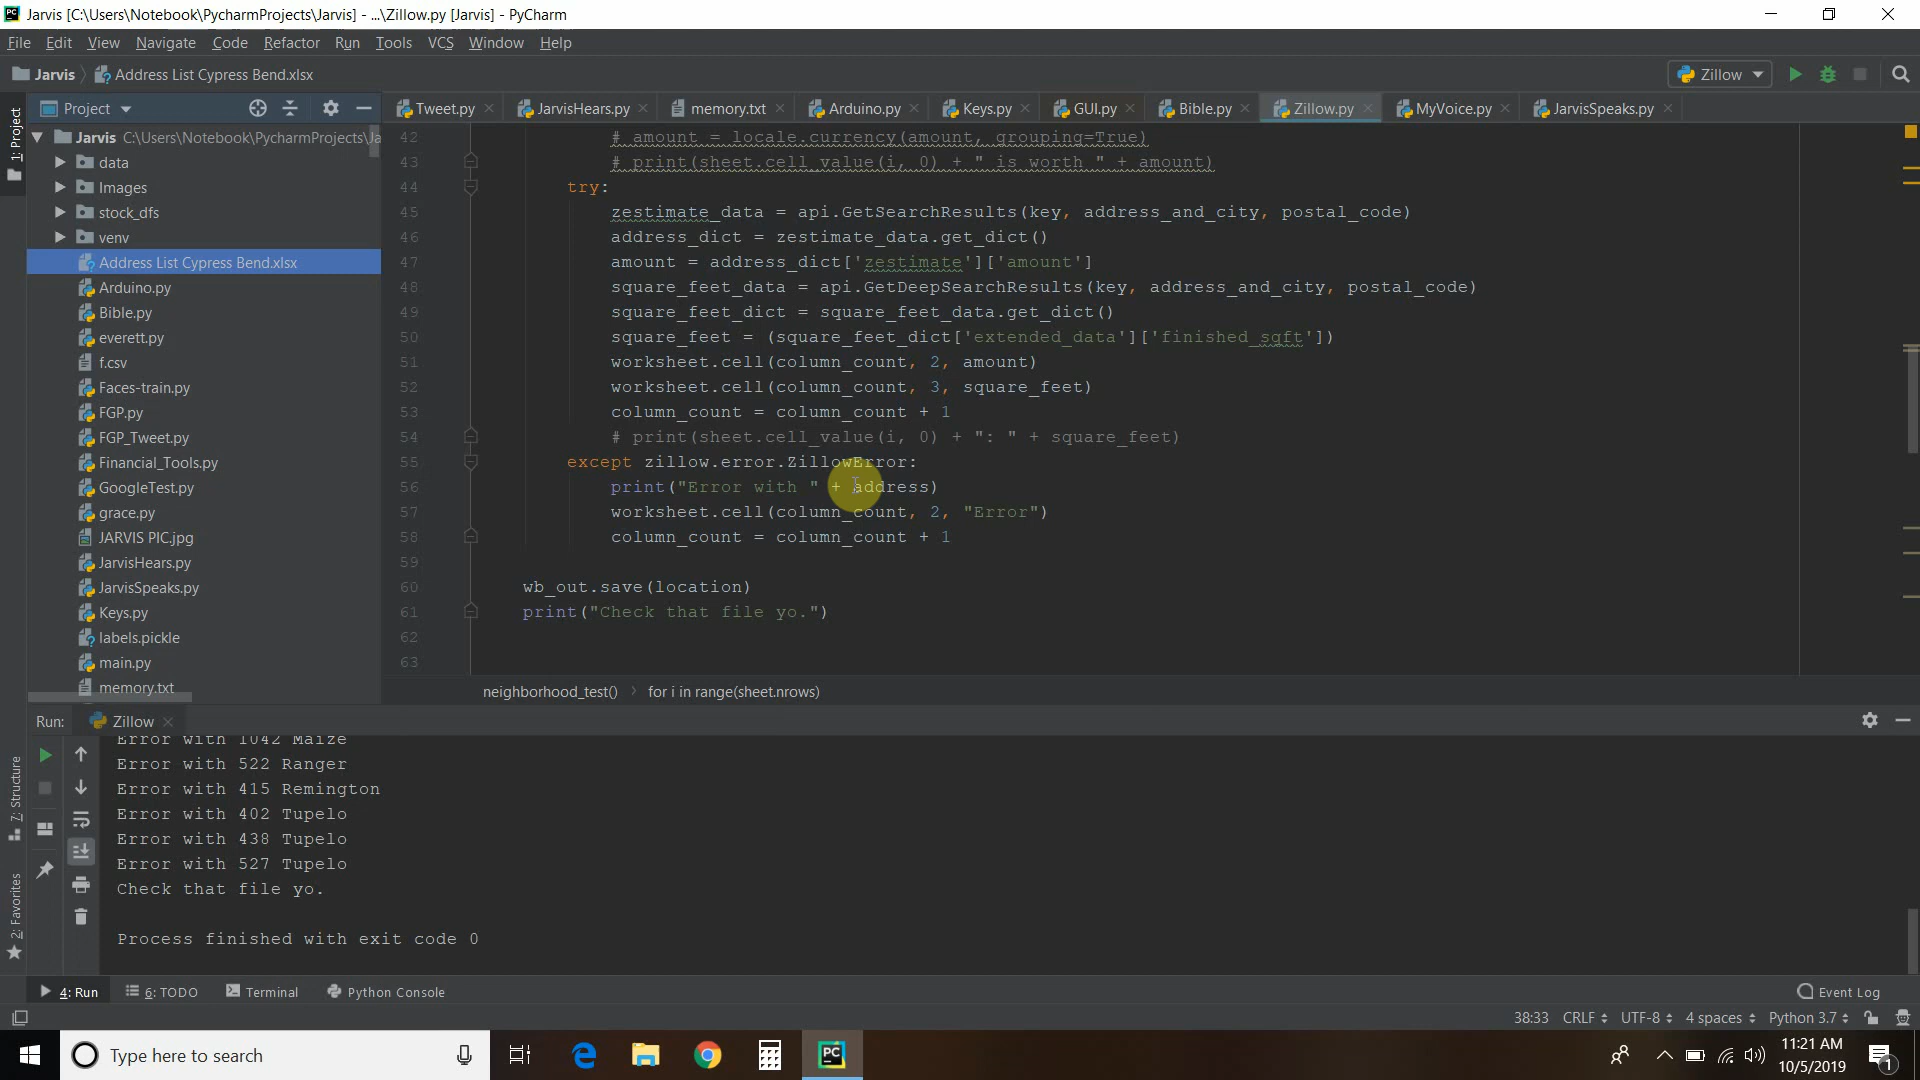 Jarvis [C:\Users\Notebook\PycharmProjects\Jarvis] - ...\Zillow.py [Jarvis] - PyCharm
File Edit View Navigate Code Refactor Run Tools VCS Window Help
Jarvis Address List Cypress Bend.xlsx
Zillow
Project
Tweet.py JarvisHears.py memory.txt Arduino.py Keys.py GUI.py Bible.py Zillow.py MyVoice.py JarvisSpeaks.py
1: Project
Jarvis C:\Users\Notebook\PycharmProjects\Ja
data
Images
stock_dfs
venv
Address List Cypress Bend.xlsx
Arduino.py
Bible.py
everett.py
f.csv
Faces-train.py
FGP.py
FGP_Tweet.py
Financial_Tools.py
GoogleTest.py
grace.py
JARVIS PIC.jpg
JarvisHears.py
JarvisSpeaks.py
Keys.py
labels.pickle
main.py
memory.txt
42 # amount = locale.currency(amount, grouping=True)
43 # print(sheet.cell_value(i, 0) + " is worth " + amount)
44 try:
45 zestimate_data = api.GetSearchResults(key, address_and_city, postal_code)
46 address_dict = zestimate_data.get_dict()
47 amount = address_dict['zestimate']['amount']
48 square_feet_data = api.GetDeepSearchResults(key, address_and_city, postal_code)
49 square_feet_dict = square_feet_data.get_dict()
50 square_feet = (square_feet_dict['extended_data']['finished_sqft'])
51 worksheet.cell(column_count, 2, amount)
52 worksheet.cell(column_count, 3, square_feet)
53 column_count = column_count + 1
54 # print(sheet.cell_value(i, 0) + ": " + square_feet)
55 except zillow.error.ZillowError:
56 print("Error with " + address)
57 worksheet.cell(column_count, 2, "Error")
58 column_count = column_count + 1
59
60 wb_out.save(location)
61 print("Check that file yo.")
62
63
neighborhood_test() for i in range(sheet.nrows)
Run: Zillow
Error with 1042 Maize
Error with 522 Ranger
Error with 415 Remington
Error with 402 Tupelo
Error with 438 Tupelo
Error with 527 Tupelo
Check that file yo.
Process finished with exit code 0
7: Structure
2: Favorites
4: Run 6: TODO Terminal Python Console Event Log
38:33 CRLF UTF-8 4 spaces Python 3.7
Type here to search
PC
11:21 AM
10/5/2019
1